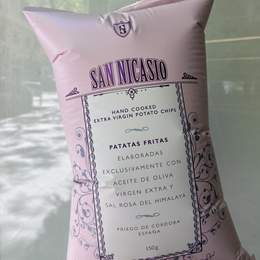 S
SAN NICASIO
HAND COOKED
EXTRA VIRGIN POTATO CHIPS
PATATAS FRITAS
ELABORADAS
EXCLUSIVAMENTE CON
ACEITE DE OLIVA
VIRGEN EXTRA Y
SAL ROSA DEL HIMALAYA
PRIEGO DE CORDOBA
ESPAÑA
150g